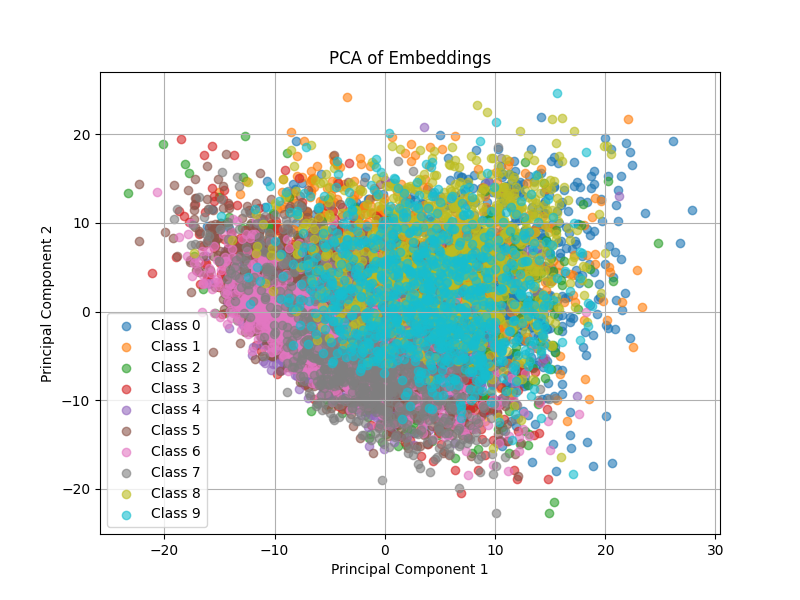 PCA of Embeddings
20
10
0
−10
−20
Principal Component 2
Class 0
Class 1
Class 2
Class 3
Class 4
Class 5
Class 6
Class 7
Class 8
Class 9
−20 −10 0 10 20 30
Principal Component 1